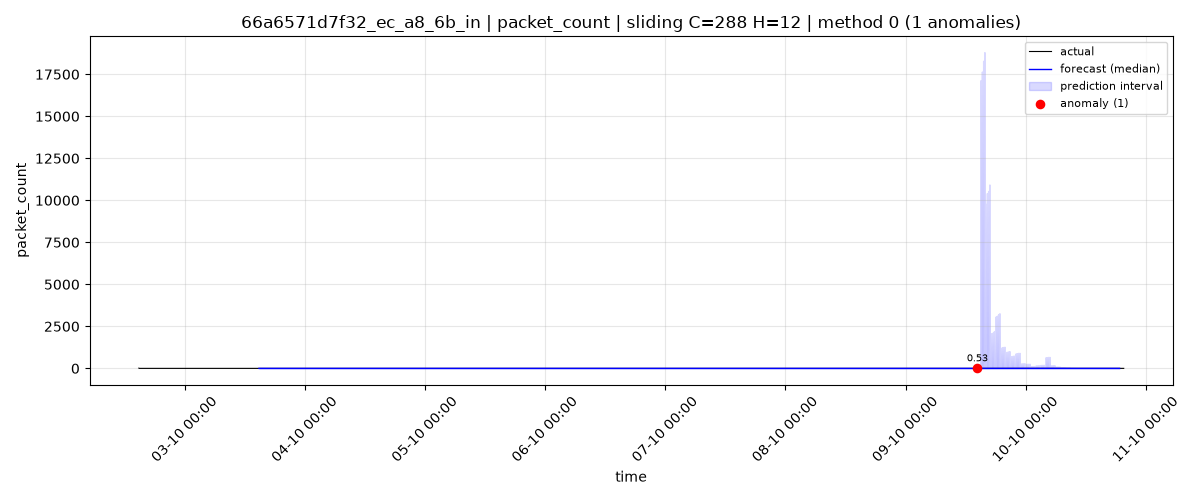 66a6571d7f32_ec_a8_6b_in | packet_count | sliding C=288 H=12 | method 0 (1 anomalies)
actual
forecast (median)
prediction interval
anomaly (1)
17500
15000
12500
10000
7500
5000
2500
0
packet_count
0.53
03-10 00:00
04-10 00:00
05-10 00:00
06-10 00:00
07-10 00:00
08-10 00:00
09-10 00:00
10-10 00:00
11-10 00:00
time